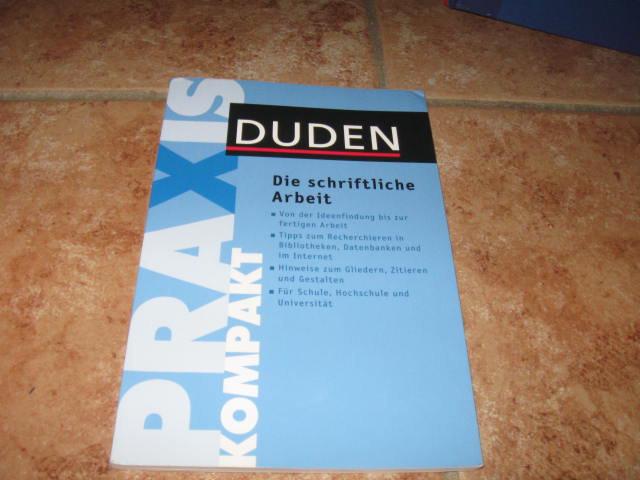 PRAXIS
KOMPAKT
DUDEN
Die schriftliche
Arbeit
▪ Von der Ideenfindung bis zur
fertigen Arbeit
▪ Tipps zum Recherchieren in
Bibliotheken, Datenbanken und
im Internet
▪ Hinweise zum Gliedern, Zitieren
und Gestalten
▪ Für Schule, Hochschule und
Universität